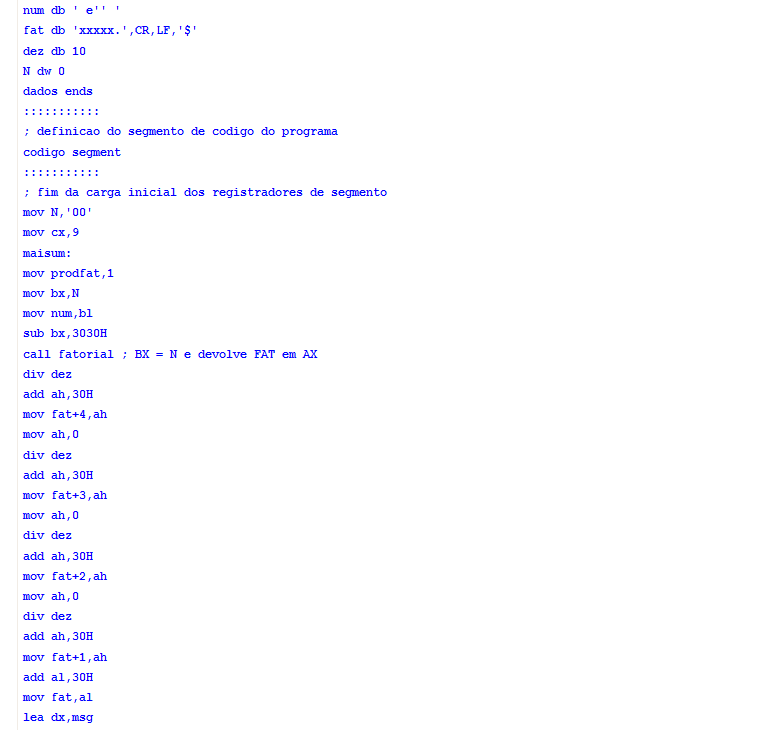 num db ' e'' '
fat db 'xxxxx.',CR,LF,'$'
dez db 10
N dw 0
dados ends
:::::::::::
; definicao do segmento de codigo do programa
codigo segment
:::::::::::
; fim da carga inicial dos registradores de segmento
mov N,'00'
mov cx,9
maisum:
mov prodfat,1
mov bx,N
mov num,bl
sub bx,3030H
call fatorial ; BX = N e devolve FAT em AX
div dez
add ah,30H
mov fat+4,ah
mov ah,0
div dez
add ah,30H
mov fat+3,ah
mov ah,0
div dez
add ah,30H
mov fat+2,ah
mov ah,0
div dez
add ah,30H
mov fat+1,ah
add al,30H
mov fat,al
lea dx,msg